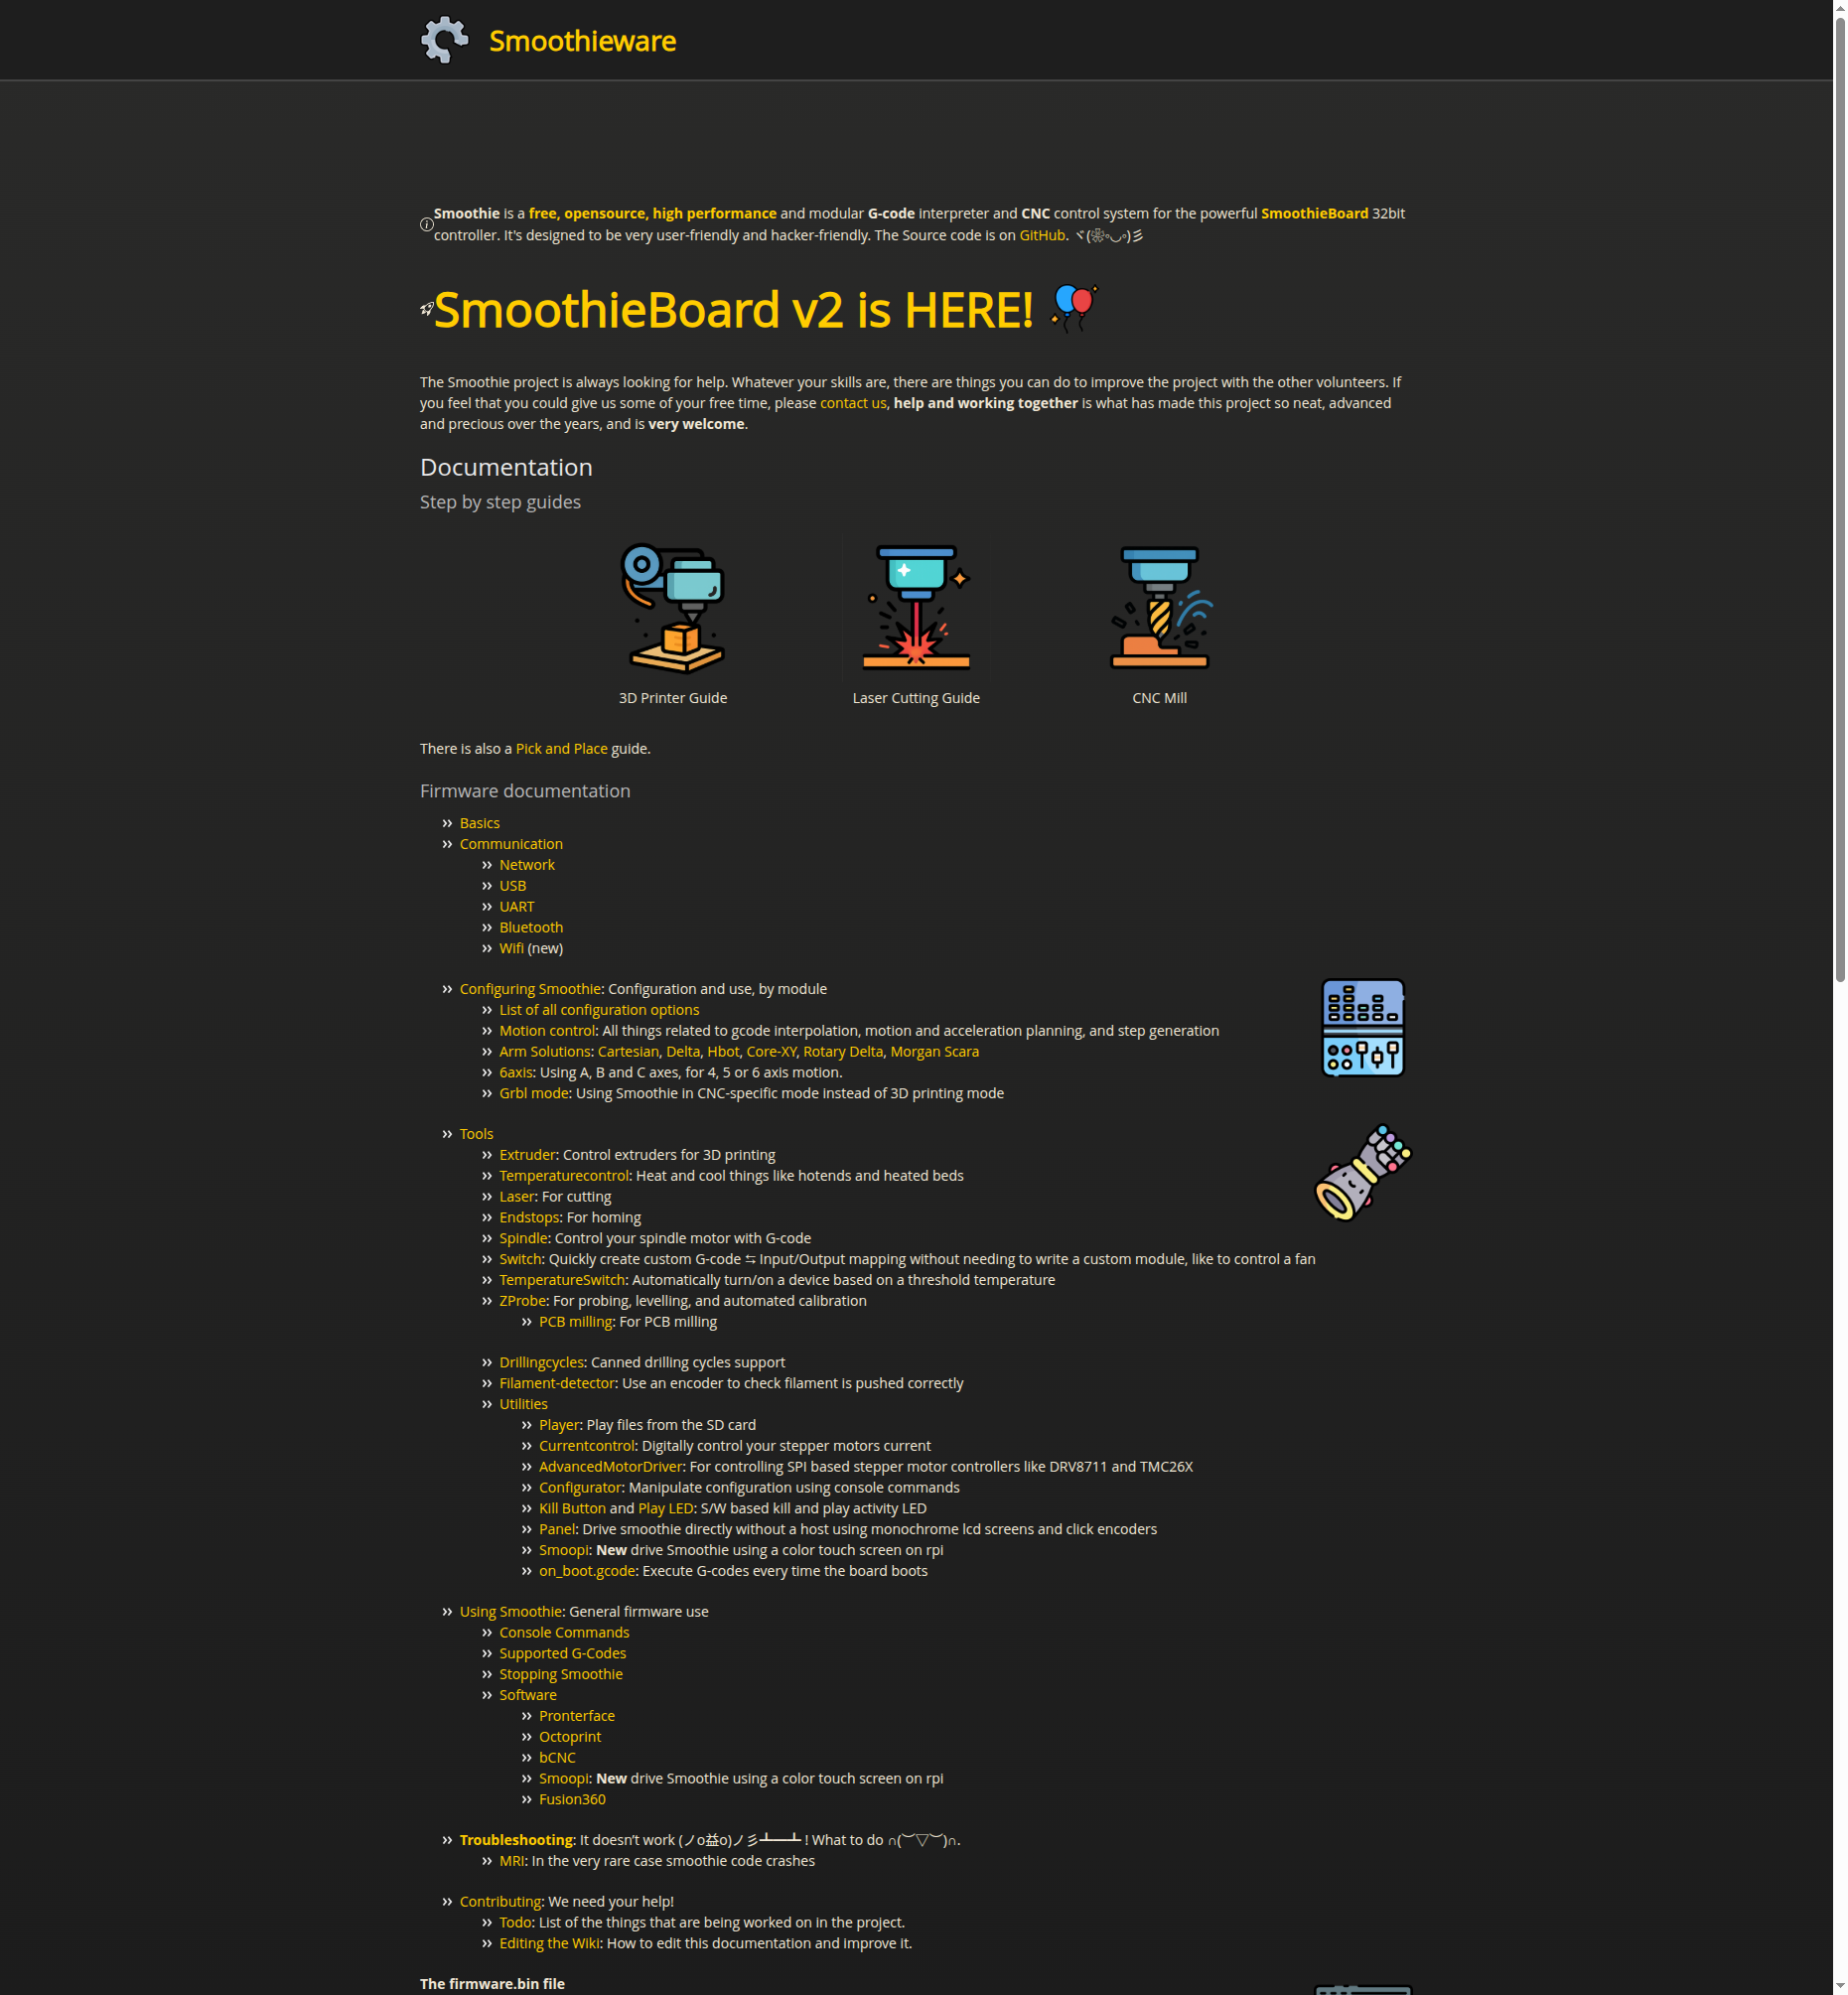 Smoothieware
Smoothie is a free, opensource, high performance and modular G-code interpreter and CNC control system for the powerful SmoothieBoard 32bit
controller. It's designed to be very user-friendly and hacker-friendly. The Source code is on GitHub. ヾ(❀◦◡◦)彡
SmoothieBoard v2 is HERE!
The Smoothie project is always looking for help. Whatever your skills are, there are things you can do to improve the project with the other volunteers. If
you feel that you could give us some of your free time, please contact us, help and working together is what has made this project so neat, advanced
and precious over the years, and is very welcome.
Documentation
Step by step guides
3D Printer Guide
Laser Cutting Guide
CNC Mill
There is also a Pick and Place guide.
Firmware documentation
›› Basics
›› Communication
›› Network
›› USB
›› UART
›› Bluetooth
›› Wifi (new)
›› Configuring Smoothie: Configuration and use, by module
›› List of all configuration options
›› Motion control: All things related to gcode interpolation, motion and acceleration planning, and step generation
›› Arm Solutions: Cartesian, Delta, Hbot, Core-XY, Rotary Delta, Morgan Scara
›› 6axis: Using A, B and C axes, for 4, 5 or 6 axis motion.
›› Grbl mode: Using Smoothie in CNC-specific mode instead of 3D printing mode
›› Tools
›› Extruder: Control extruders for 3D printing
›› Temperaturecontrol: Heat and cool things like hotends and heated beds
›› Laser: For cutting
›› Endstops: For homing
›› Spindle: Control your spindle motor with G-code
›› Switch: Quickly create custom G-code ⇆ Input/Output mapping without needing to write a custom module, like to control a fan
›› TemperatureSwitch: Automatically turn/on a device based on a threshold temperature
›› ZProbe: For probing, levelling, and automated calibration
›› PCB milling: For PCB milling
›› Drillingcycles: Canned drilling cycles support
›› Filament-detector: Use an encoder to check filament is pushed correctly
›› Utilities
›› Player: Play files from the SD card
›› Currentcontrol: Digitally control your stepper motors current
›› AdvancedMotorDriver: For controlling SPI based stepper motor controllers like DRV8711 and TMC26X
›› Configurator: Manipulate configuration using console commands
›› Kill Button and Play LED: S/W based kill and play activity LED
›› Panel: Drive smoothie directly without a host using monochrome lcd screens and click encoders
›› Smoopi: New drive Smoothie using a color touch screen on rpi
›› on_boot.gcode: Execute G-codes every time the board boots
›› Using Smoothie: General firmware use
›› Console Commands
›› Supported G-Codes
›› Stopping Smoothie
›› Software
›› Pronterface
›› Octoprint
›› bCNC
›› Smoopi: New drive Smoothie using a color touch screen on rpi
›› Fusion360
›› Troubleshooting: It doesn’t work (ノo益o)ノ彡┻━┻ ! What to do ∩(︶▽︶)∩.
›› MRI: In the very rare case smoothie code crashes
›› Contributing: We need your help!
›› Todo: List of the things that are being worked on in the project.
›› Editing the Wiki: How to edit this documentation and improve it.
The firmware.bin file